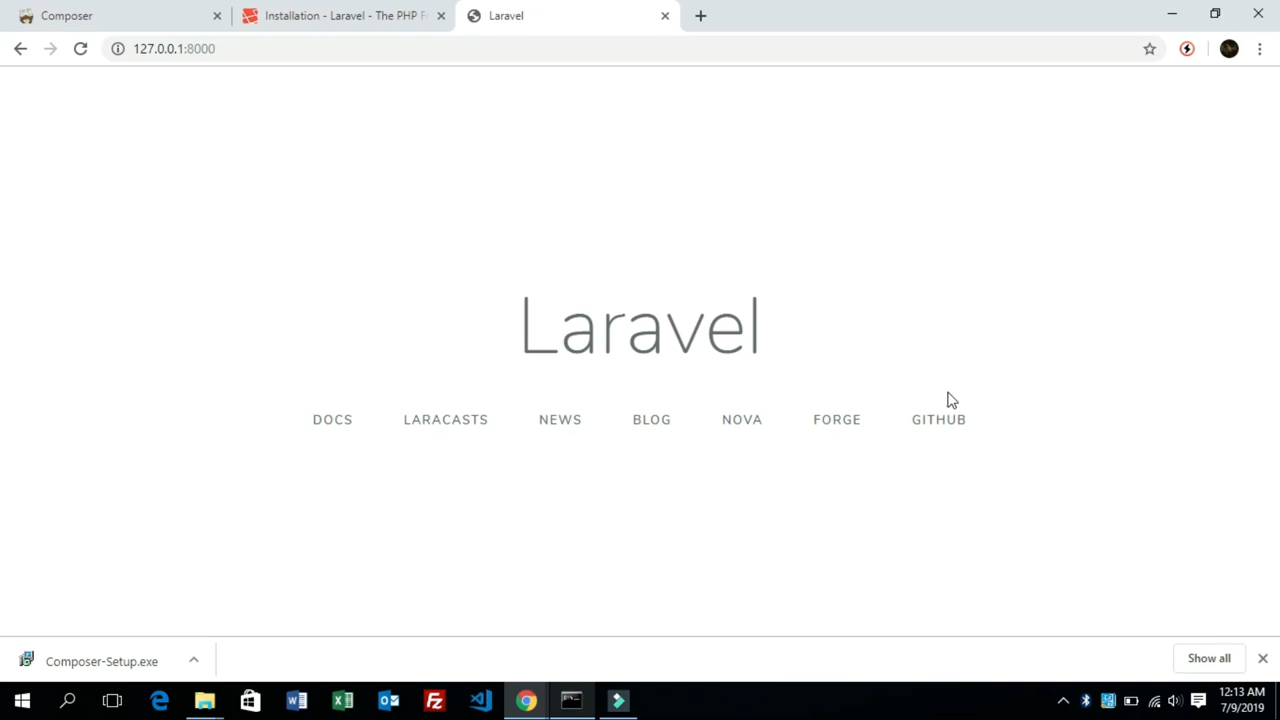 Composer
Installation - Laravel - The PHP F
Laravel
127.0.0.1:8000
Laravel
DOCS
LARACASTS
NEWS
BLOG
NOVA
FORGE
GITHUB
Composer-Setup.exe
Show all
12:13 AM
7/9/2019